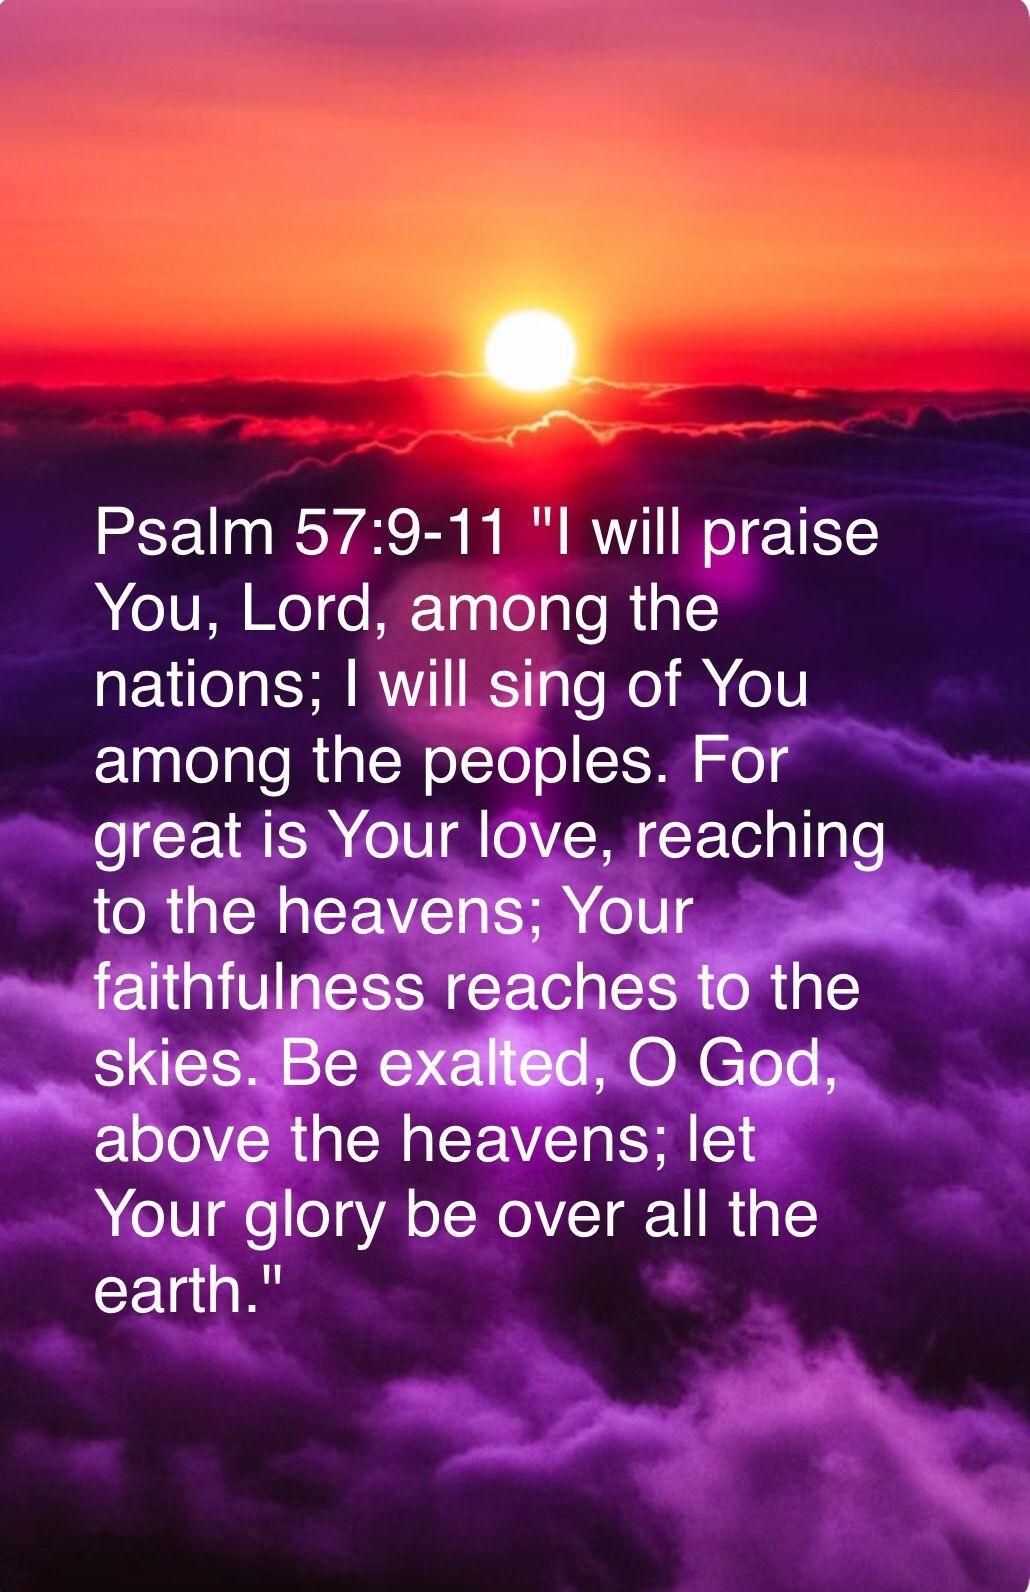 Psalm 57:9-11 "I will praise
You, Lord, among the
nations; I will sing of You
among the peoples. For
great is Your love, reaching
to the heavens; Your
faithfulness reaches to the
skies. Be exalted, O God,
above the heavens; let
Your glory be over all the
earth."